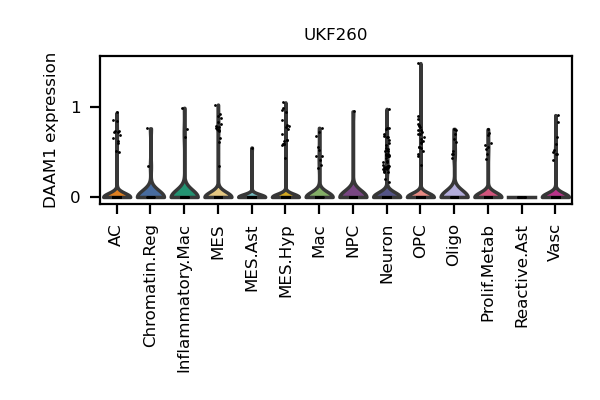 UKF260
DAAM1 expression
1
0
AC
Chromatin.Reg
Inflammatory.Mac
MES
MES.Ast
MES.Hyp
Mac
NPC
Neuron
OPC
Oligo
Prolif.Metab
Reactive.Ast
Vasc